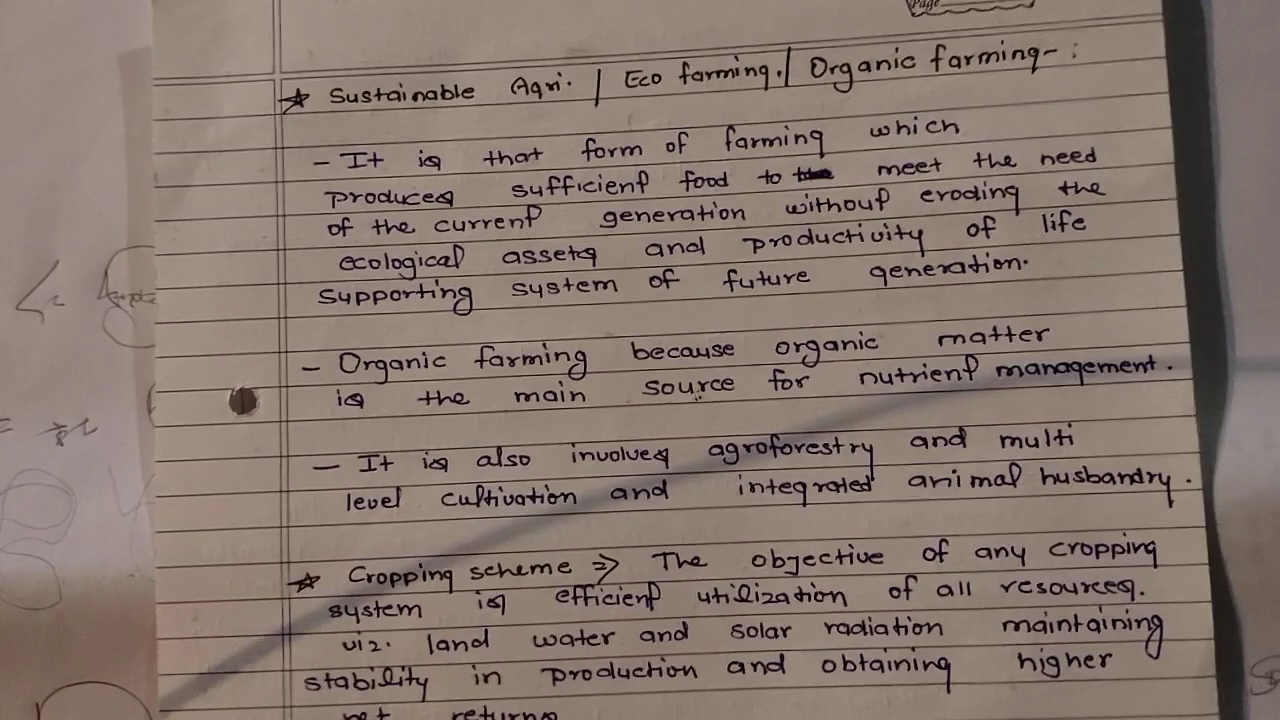 Page
☆ Sustainable Agri. / Eco farming. / Organic farming- :
- It is that form of farming which
produces sufficient food to meet the need
of the current generation without eroding the
ecological assets and productivity of life
supporting system of future generation.
- Organic farming because organic matter
is the main source for nutrient management.
- It is also involves agroforestry and multi
level cultivation and integrated animal husbandry.
☆ Cropping scheme => The objective of any cropping
system is efficient utilization of all resources.
viz. land water and solar radiation maintaining
stability in production and obtaining higher
net returns